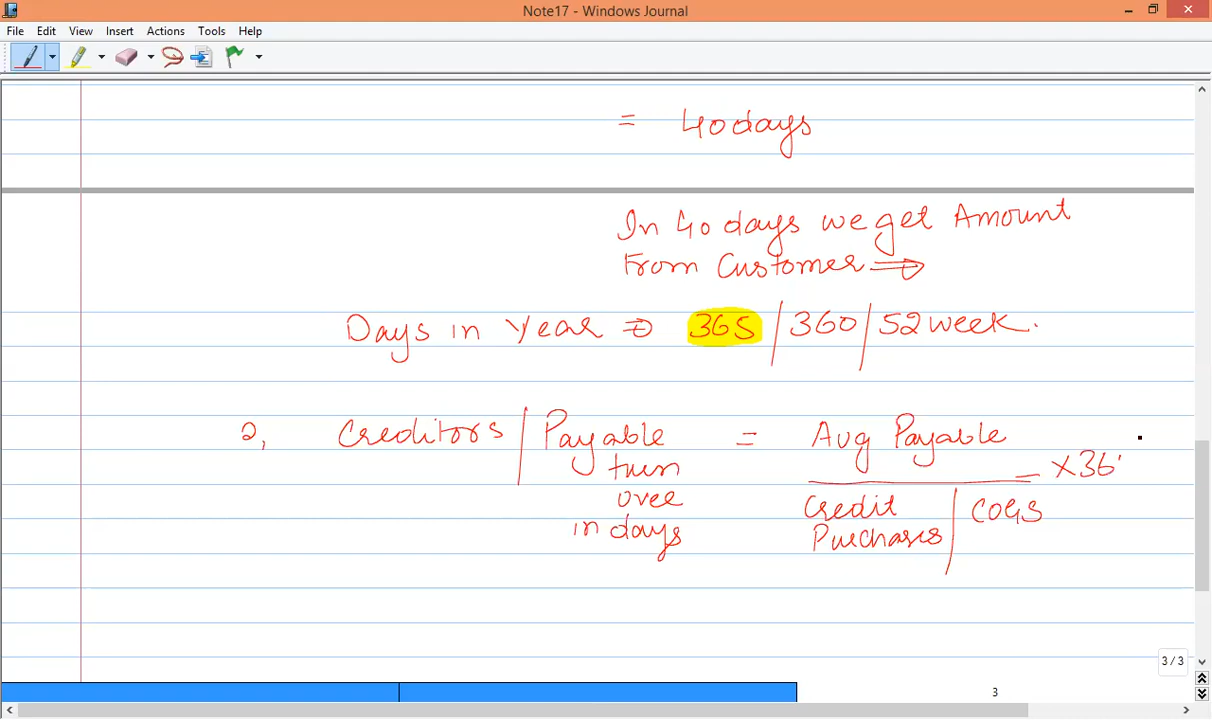 Note17 - Windows Journal
File Edit View Insert Actions Tools Help
= 40 days
In 40 days we get Amount
From Customer ⇒
Days in Year ⇒ 365 / 360 / 52 week.
2, Creditors | Payable turn over in days = Avg Payable
Credit Purchases | COGS
X 36
3 / 3
3